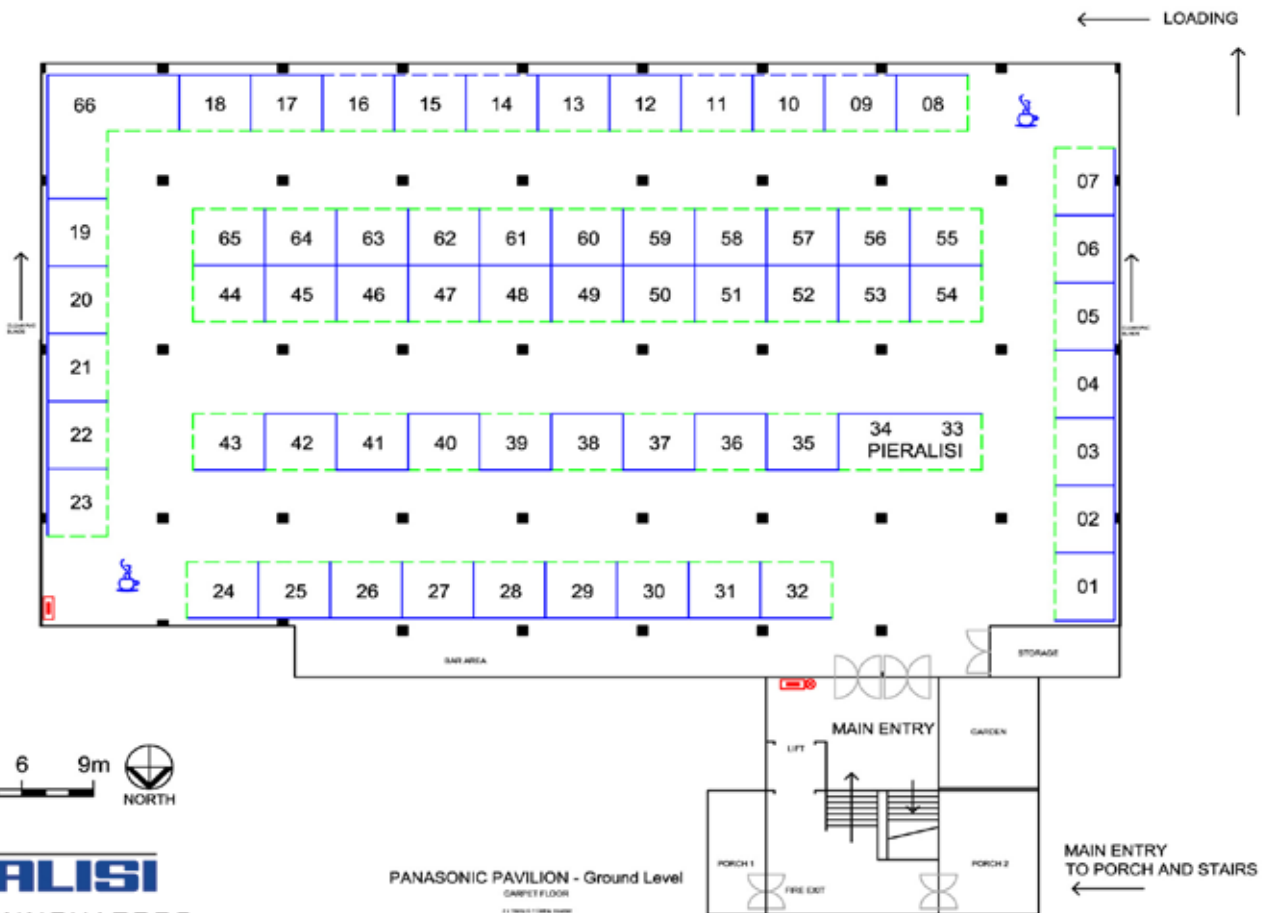 LOADING
66 18 17 16 15 14 13 12 11 10 09 08
07
19 65 64 63 62 61 60 59 58 57 56 55 06
20 44 45 46 47 48 49 50 51 52 53 54 05
21 04
22 43 42 41 40 39 38 37 36 35 34 33 03
PIERALISI
23 02
24 25 26 27 28 29 30 31 32 01
BAR AREA STORAGE
MAIN ENTRY GARDEN
LIFT
6 9m
NORTH
PORCH 1 PORCH 2
FIRE EXIT
MAIN ENTRY
TO PORCH AND STAIRS
ALISI
PANASONIC PAVILION - Ground Level
CARPET FLOOR